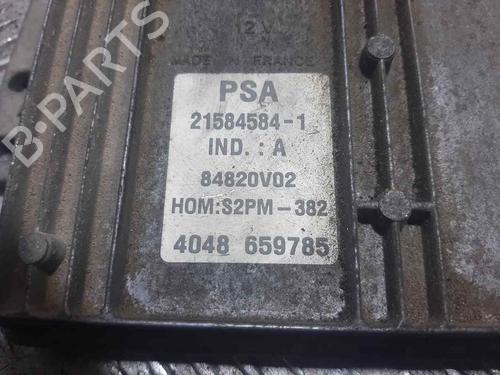 12 V
MADE IN FRANCE
PSA
21584584-1
IND. : A
84820V02
HOM:S2PM-382
4048 659785
B-PARTS